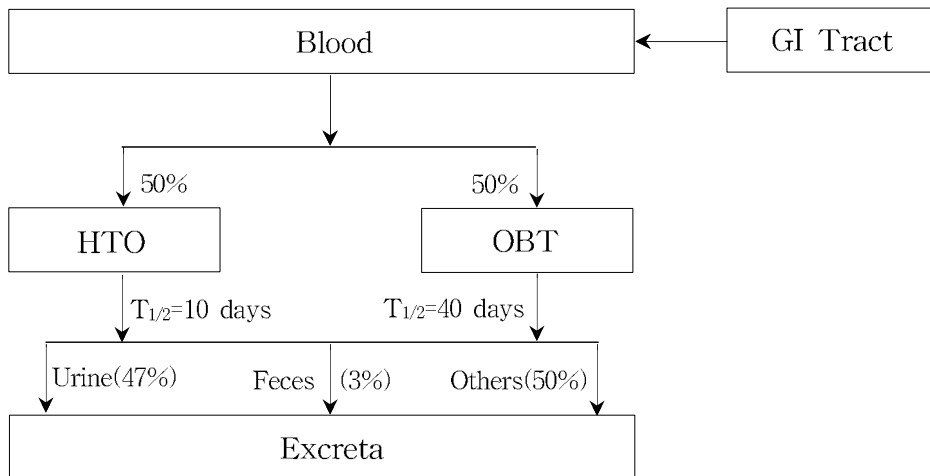 Blood
GI Tract
50%
50%
HTO
OBT
T1/2=10 days
T1/2=40 days
Urine(47%)
Feces (3%)
Others(50%)
Excreta